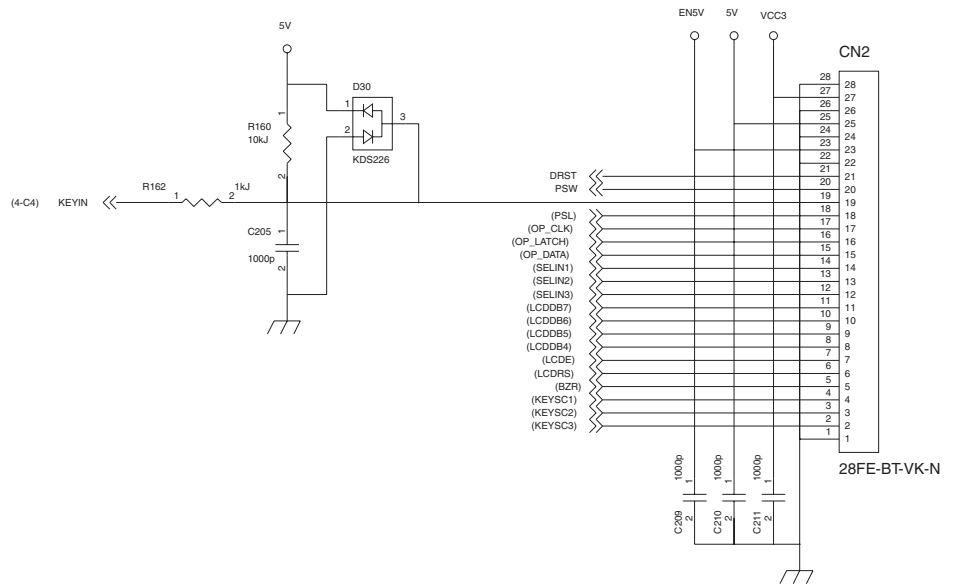 EN5V 5V VCC3
5V
CN2
D30
1
2
3
KDS226
1
R160
10kJ
2
R162
1kJ
1 2
(4-C4) KEYIN
C205
1
1000p
2
28 28
27 27
26 26
25 25
24 24
23 23
22 22
DRST 21 21
PSW 20 20
19 19
(PSL) 18 18
(OP_CLK) 17 17
(OP_LATCH) 16 16
(OP_DATA) 15 15
(SELIN1) 14 14
(SELIN2) 13 13
(SELIN3) 12 12
(LCDDB7) 11 11
(LCDDB6) 10 10
(LCDDB5) 9 9
(LCDDB4) 8 8
(LCDE) 7 7
(LCDRS) 6 6
(BZR) 5 5
(KEYSC1) 4 4
(KEYSC2) 3 3
(KEYSC3) 2 2
1 1
28FE-BT-VK-N
1000p 1000p 1000p
1 1 1
C209 2 C210 2 C211 2